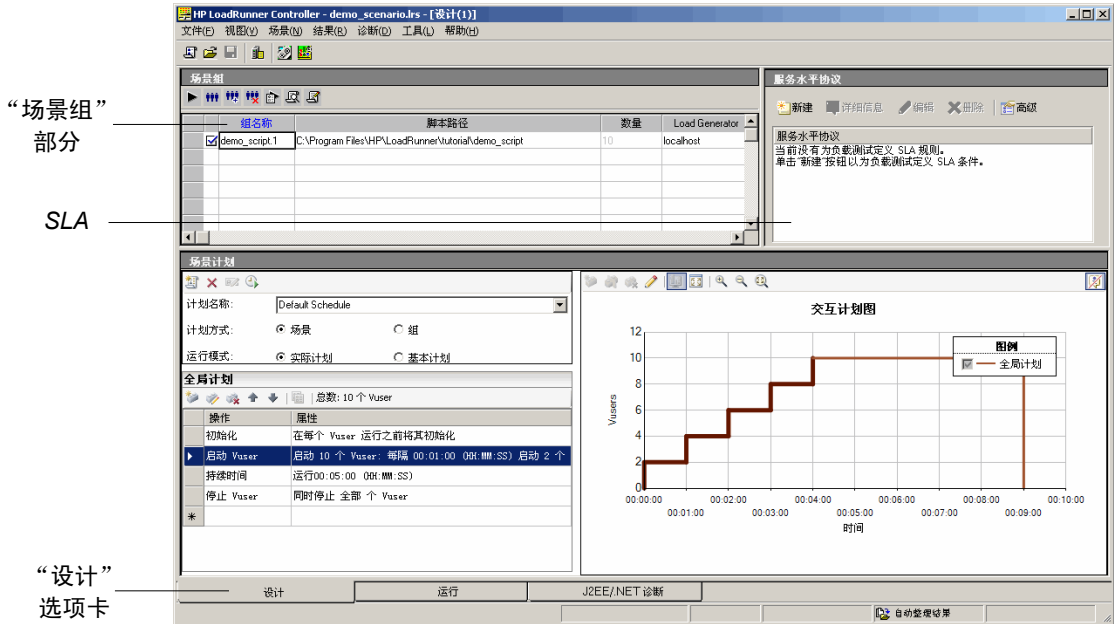 HP LoadRunner Controller - demo_scenario.lrs - [设计(1)]
文件(F) 视图(V) 场景(N) 结果(R) 诊断(D) 工具(L) 帮助(H)
“场景组”
部分
SLA
“设计”
选项卡
场景组
组名称 脚本路径 数量 Load Generator
demo_script.1 C:\Program Files\HP\LoadRunner\tutorial\demo_script 10 localhost
服务水平协议
新建 详细信息 编辑 删除 高级
服务水平协议
当前没有为负载测试定义 SLA 规则。
单击"新建"按钮以为负载测试定义 SLA 条件。
场景计划
计划名称: Default Schedule
计划方式: 场景 组
运行模式: 实际计划 基本计划
全局计划
总数: 10 个 Vuser
操作 属性
初始化 在每个 Vuser 运行之前将其初始化
启动 Vuser 启动 10 个 Vuser: 每隔 00:01:00 (HH:MM:SS) 启动 2 个
持续时间 运行00:05:00 (HH:MM:SS)
停止 Vuser 同时停止 全部 个 Vuser
交互计划图
图例
全局计划
Vusers
12
10
8
6
4
2
0
00:00:00 00:02:00 00:04:00 00:06:00 00:08:00 00:10:00
00:01:00 00:03:00 00:05:00 00:07:00 00:09:00
时间
设计 运行 J2EE/.NET 诊断
自动整理结果